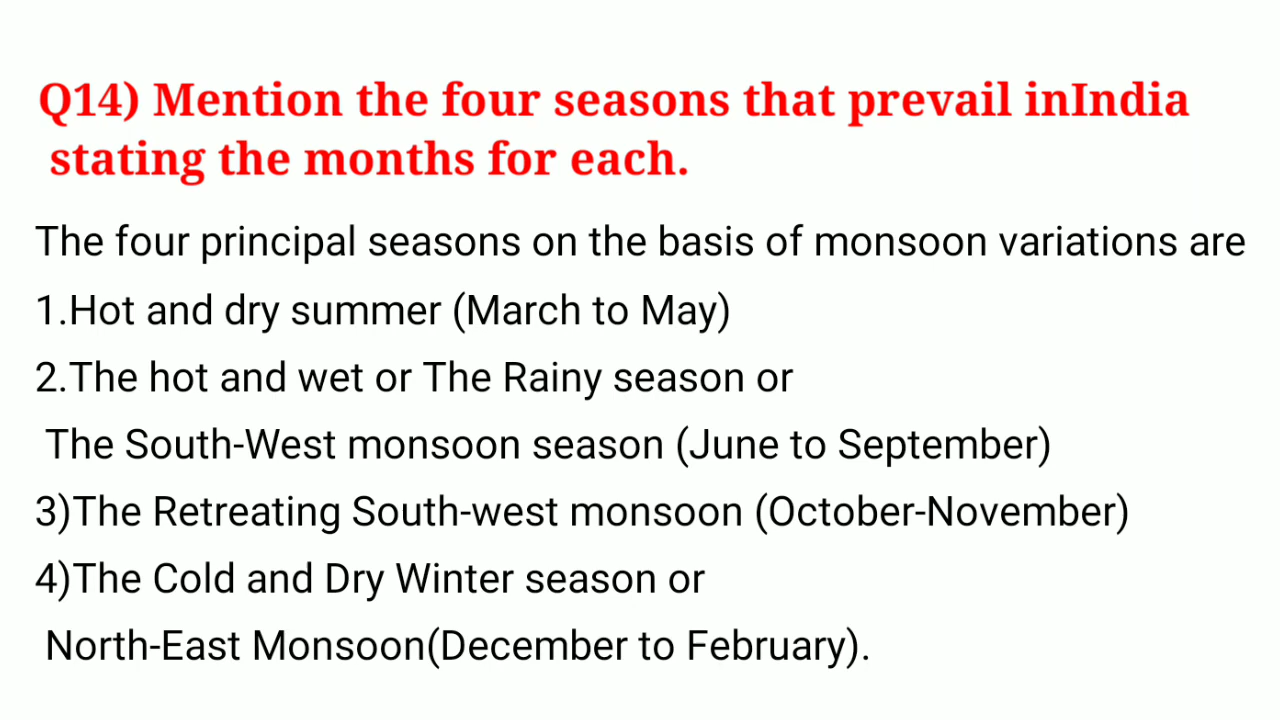 Q14) Mention the four seasons that prevail inIndia
stating the months for each.
The four principal seasons on the basis of monsoon variations are
1.Hot and dry summer (March to May)
2.The hot and wet or The Rainy season or
The South-West monsoon season (June to September)
3)The Retreating South-west monsoon (October-November)
4)The Cold and Dry Winter season or
North-East Monsoon(December to February).